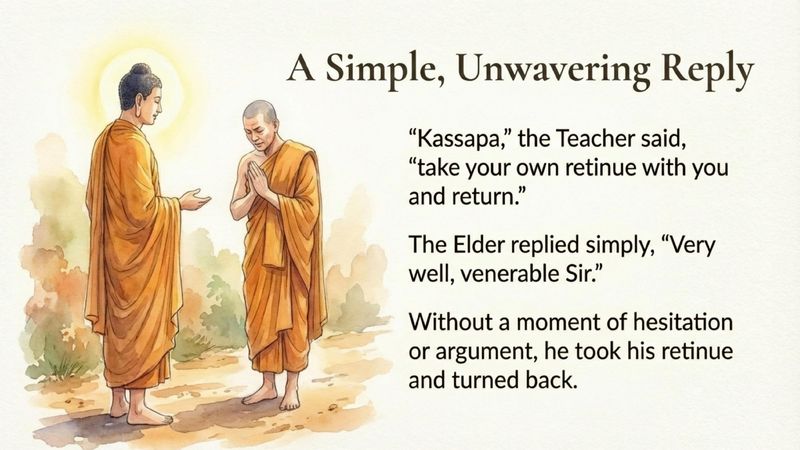 A Simple, Unwavering Reply
“Kassapa,” the Teacher said,
“take your own retinue with you
and return.”
The Elder replied simply, “Very
well, venerable Sir.”
Without a moment of hesitation
or argument, he took his retinue
and turned back.